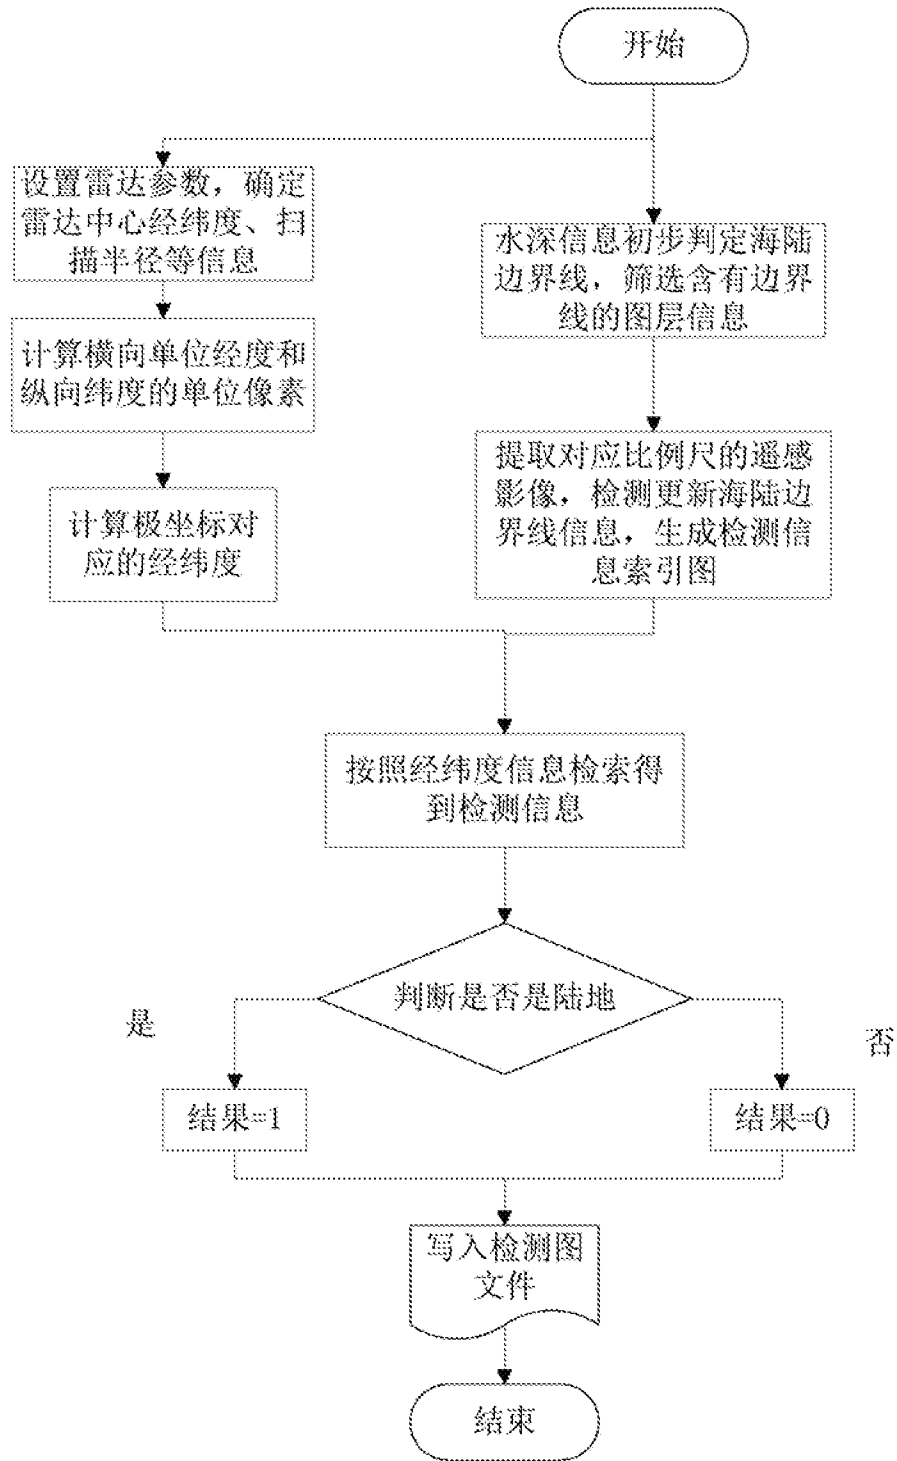 开始
设置雷达参数，确定
雷达中心经纬度、扫
描半径等信息
水深信息初步判定海陆
边界线，筛选含有边界
线的图层信息
计算横向单位经度和
纵向纬度的单位像素
提取对应比例尺的遥感
影像，检测更新海陆边
界线信息，生成检测信
息索引图
计算极坐标对
应的经纬度
按照经纬度信息检索得
到检测信息
判断是否是陆地
是
否
结果=1
结果=0
写入检测图
文件
结束